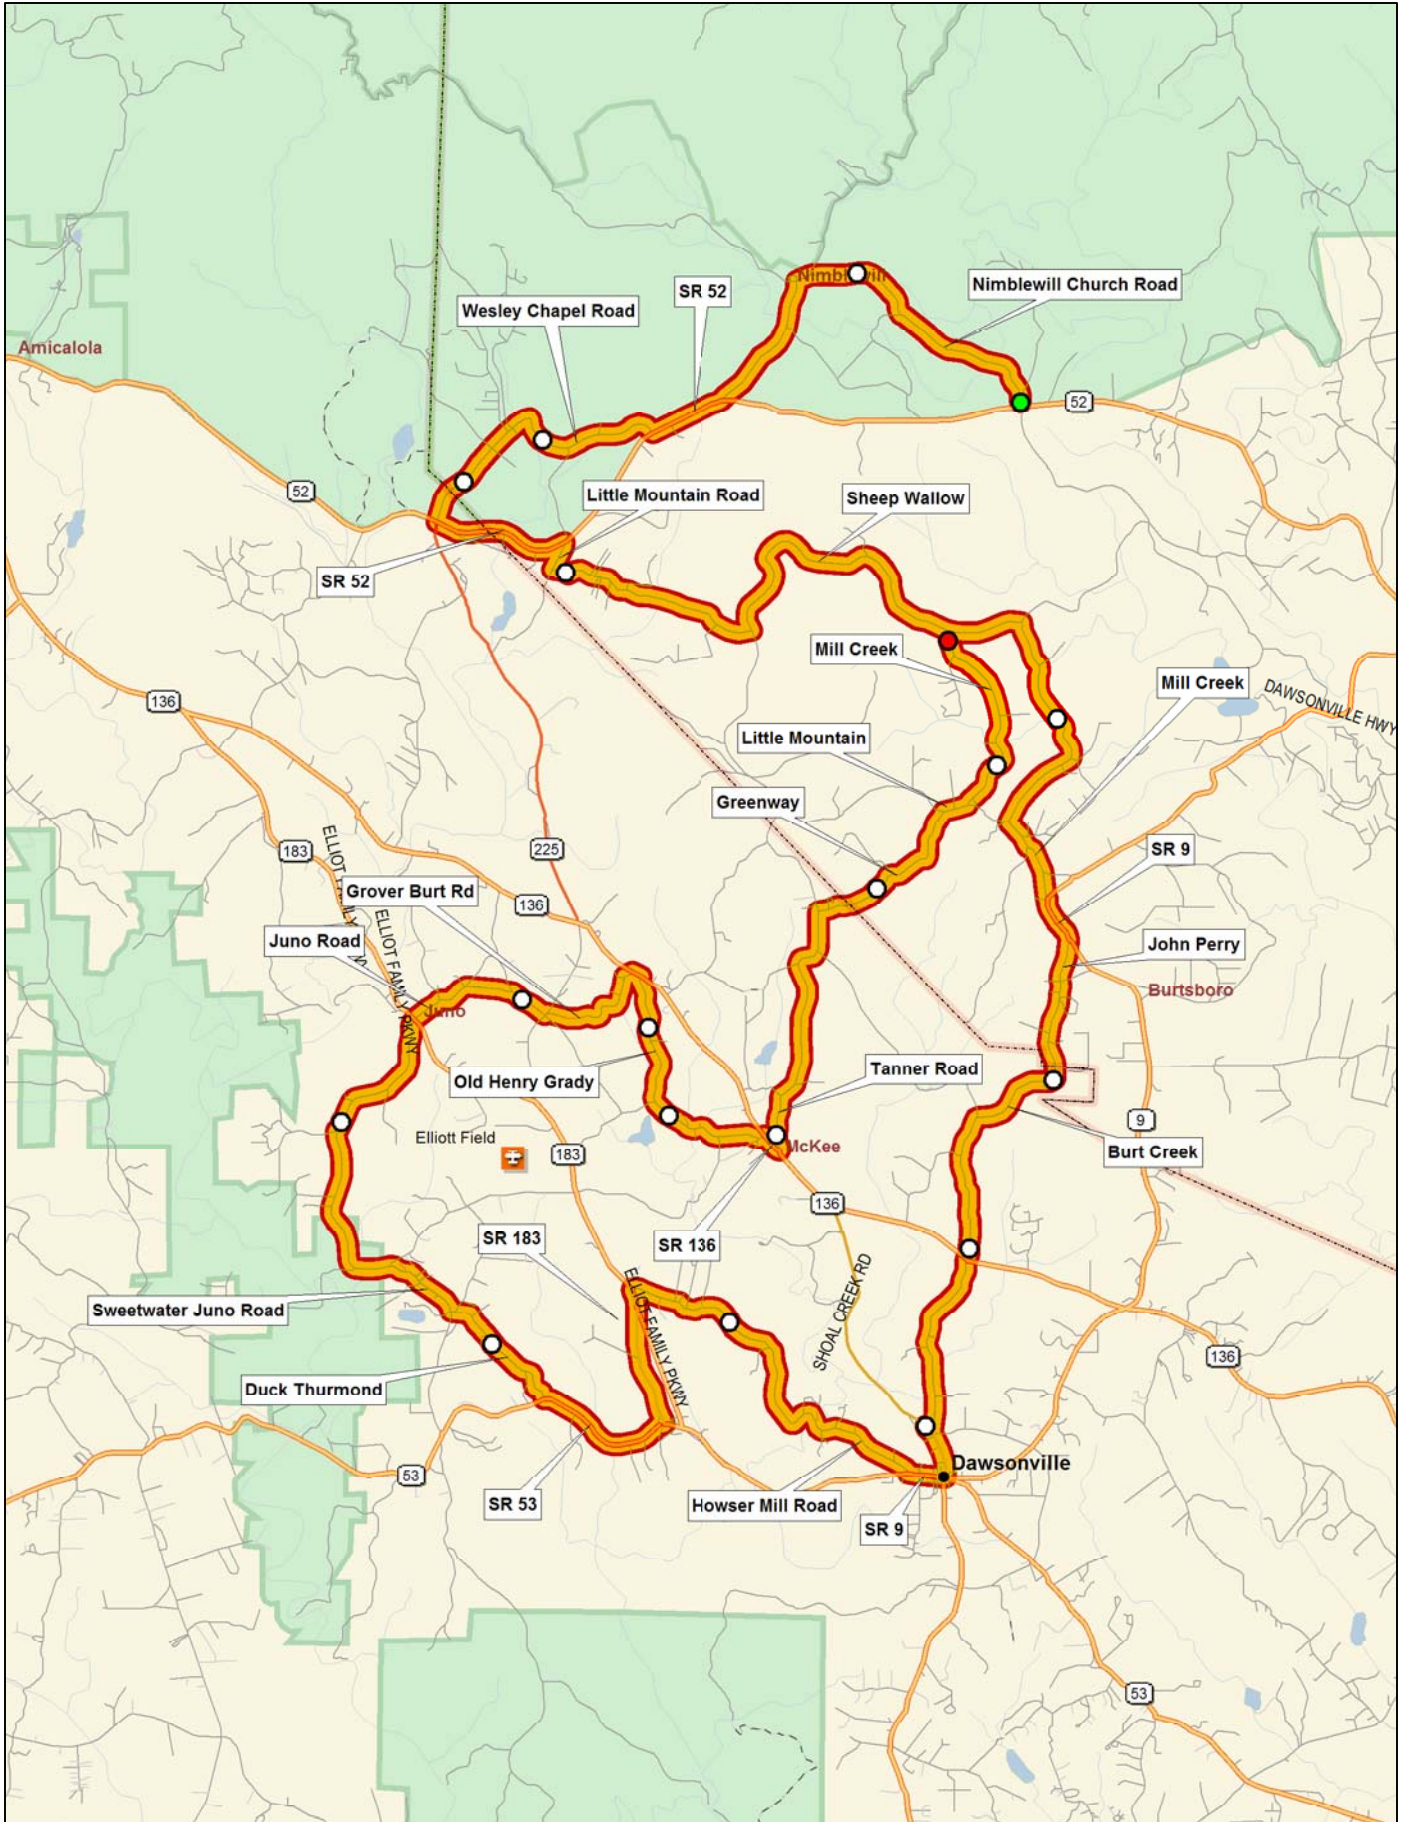 Nimblewill
Nimblewill Church Road
SR 52
Wesley Chapel Road
Amicalola
52
52
Little Mountain Road
Sheep Wallow
SR 52
Mill Creek
Mill Creek
DAWSONVILLE HWY
136
Little Mountain
Greenway
SR 9
183
225
ELLIOT FAMILY
Grover Burt Rd
136
ELLIOT FAMILY PKWY
Juno Road
John Perry
Burtsboro
Juno
Tanner Road
Old Henry Grady
9
Elliott Field
183
McKee
Burt Creek
136
SR 183
SR 136
ELLIOT FAMILY PKWY
SHOAL CREEK RD
Sweetwater Juno Road
136
Duck Thurmond
53
Dawsonville
SR 53
Howser Mill Road
SR 9
53